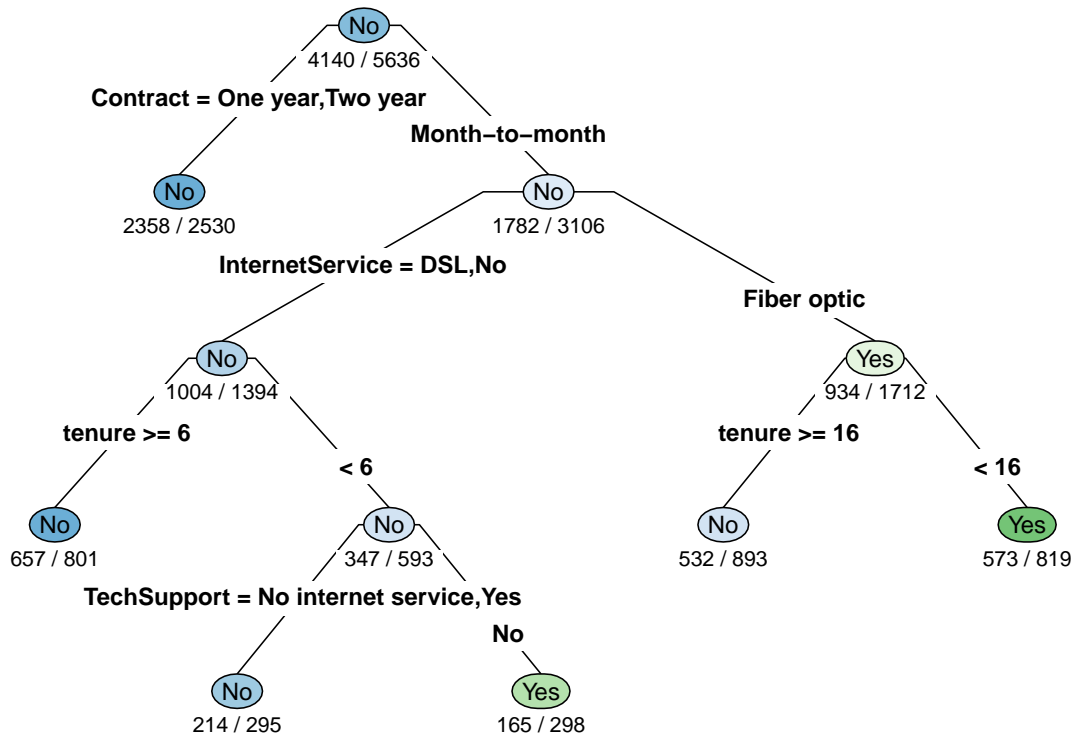 No
4140 / 5636
Contract = One year,Two year
Month−to−month
No
2358 / 2530
No
1782 / 3106
InternetService = DSL,No
Fiber optic
No
1004 / 1394
Yes
934 / 1712
tenure >= 6
< 6
tenure >= 16
< 16
No
657 / 801
No
347 / 593
No
532 / 893
Yes
573 / 819
TechSupport = No internet service,Yes
No
No
214 / 295
Yes
165 / 298